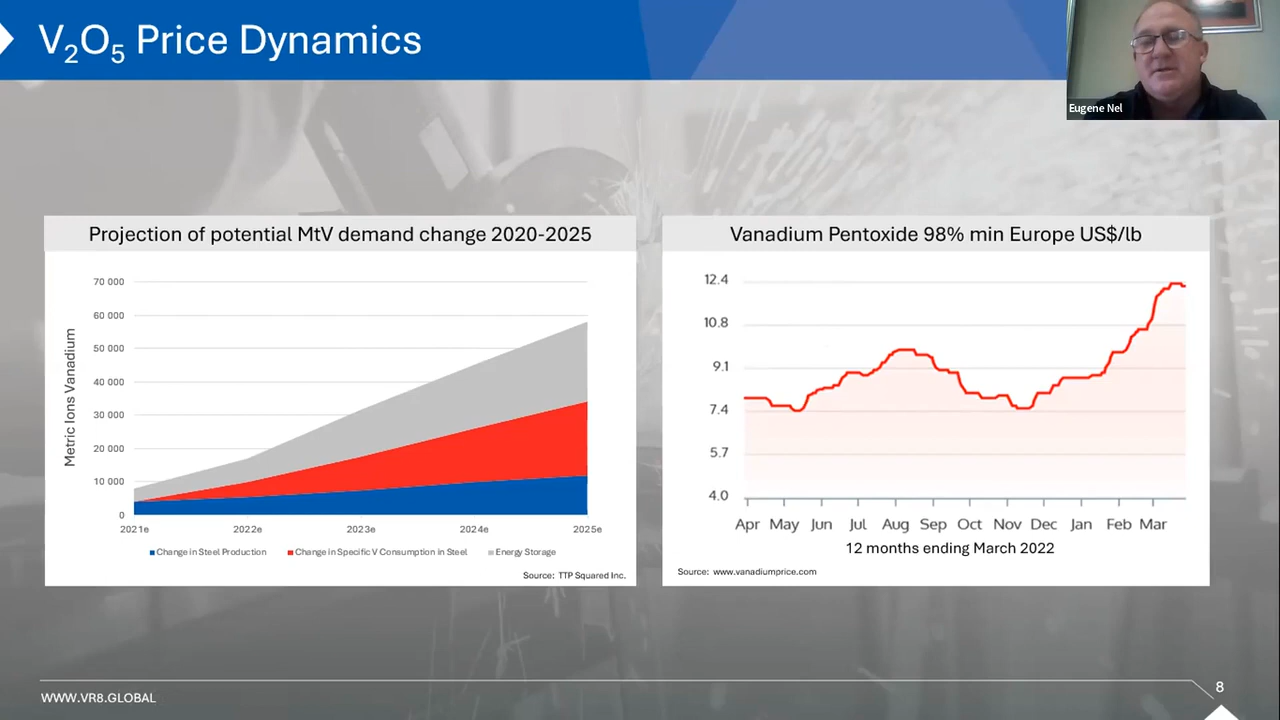 V₂O₅ Price Dynamics
Eugene Nel
Projection of potential MtV demand change 2020-2025
Metric Ions Vanadium
70 000
60 000
50 000
40 000
30 000
20 000
10 000
0
2021e 2022e 2023e 2024e 2025e
Change in Steel Production Change in Specific V Consumption in Steel Energy Storage
Source: TTP Squared Inc.
Vanadium Pentoxide 98% min Europe US$/lb
12.4
10.8
9.1
7.4
5.7
4.0
Apr May Jun Jul Aug Sep Oct Nov Dec Jan Feb Mar
12 months ending March 2022
Source: www.vanadiumprice.com
WWW.VR8.GLOBAL
8